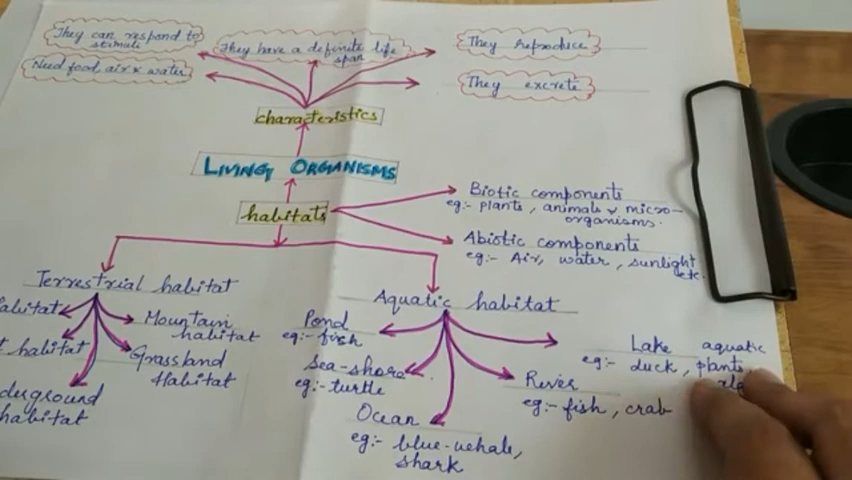 They can respond to
stimuli
They have a definite life
span
They reproduce
Need food, air & water
They excrete
characteristics
LIVING ORGANISMS
habitats
Biotic components
eg:- plants, animals & micro-
organisms.
Abiotic components
eg:- Air, water, sunlight
etc.
Terrestrial habitat
habitat
Mountain
habitat
habitat
Grassland
Habitat
habitat
Aquatic habitat
Pond
eg:- fish
Sea-shore
eg:- turtle
Ocean
eg:- blue-whale,
shark
River
eg:- fish, crab
Lake aquatic
eg:- duck, plants